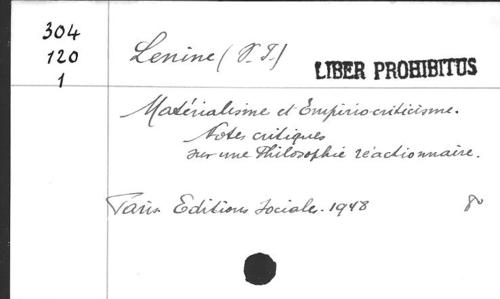 304
120
1
Lenine (V. I.)
LIBER PROHIBITUS
Matérialisme et Empiriocriticisme.
Notes critiques
sur une Philosophie réactionnaire.
Paris Editions Sociales. 1948
8°